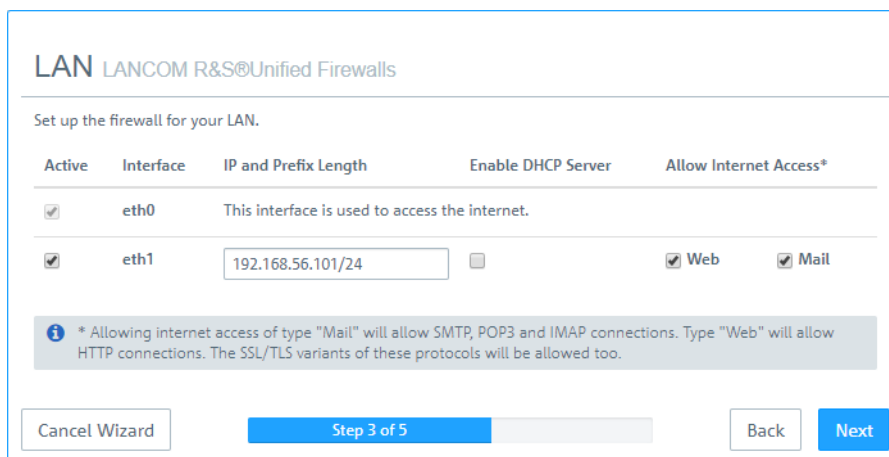 LAN LANCOM R&S®Unified Firewalls
Set up the firewall for your LAN.
Active Interface IP and Prefix Length Enable DHCP Server Allow Internet Access*
eth0 This interface is used to access the internet.
eth1 192.168.56.101/24 Web Mail
* Allowing internet access of type "Mail" will allow SMTP, POP3 and IMAP connections. Type "Web" will allow
HTTP connections. The SSL/TLS variants of these protocols will be allowed too.
Cancel Wizard Step 3 of 5 Back Next